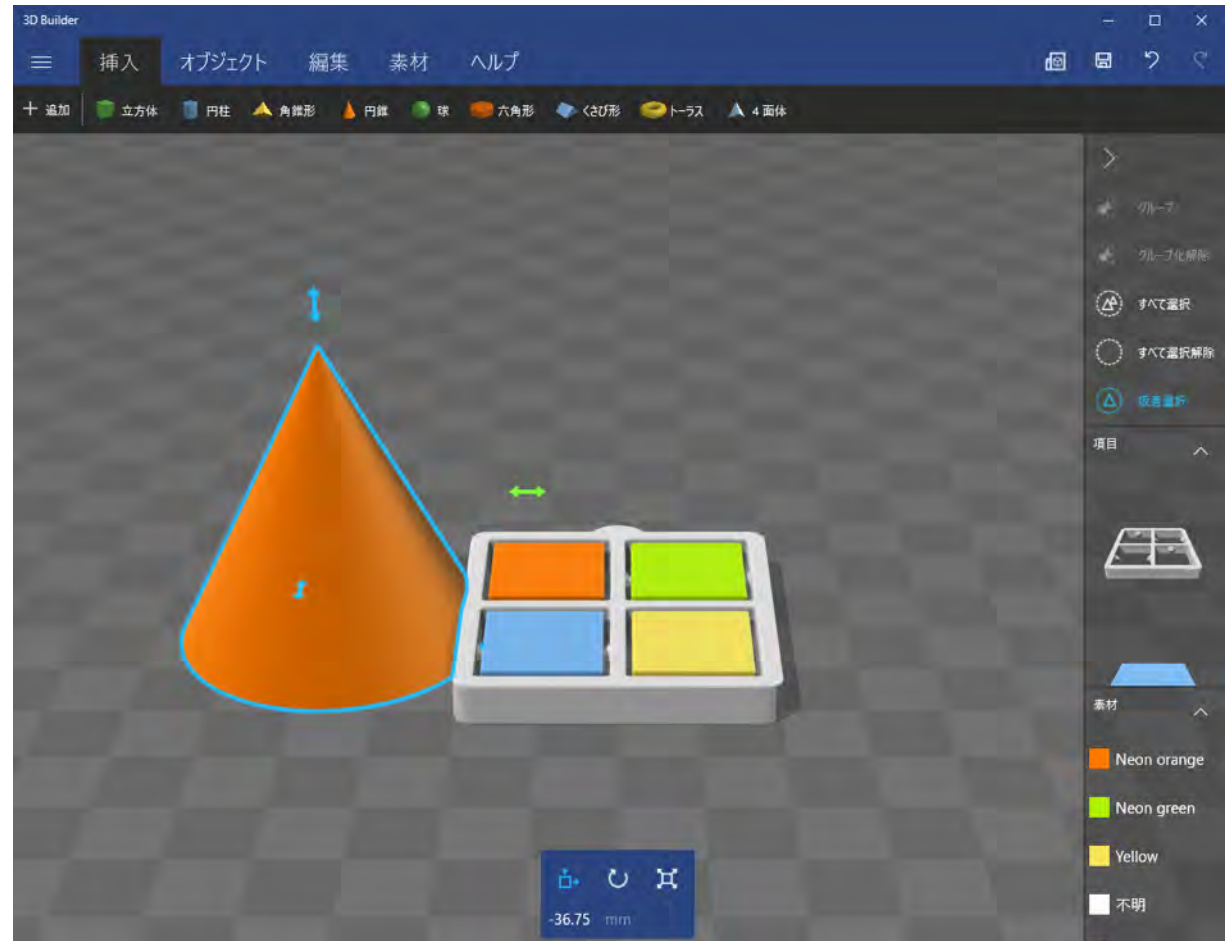 3D Builder
挿入 オブジェクト 編集 素材 ヘルプ
追加 立方体 円柱 角錐形 円錐 球 六角形 くさび形 トーラス 4 面体
グループ
グループ化解除
すべて選択
すべて選択解除
項目
素材
Neon orange
Neon green
Yellow
不明
-36.75 mm